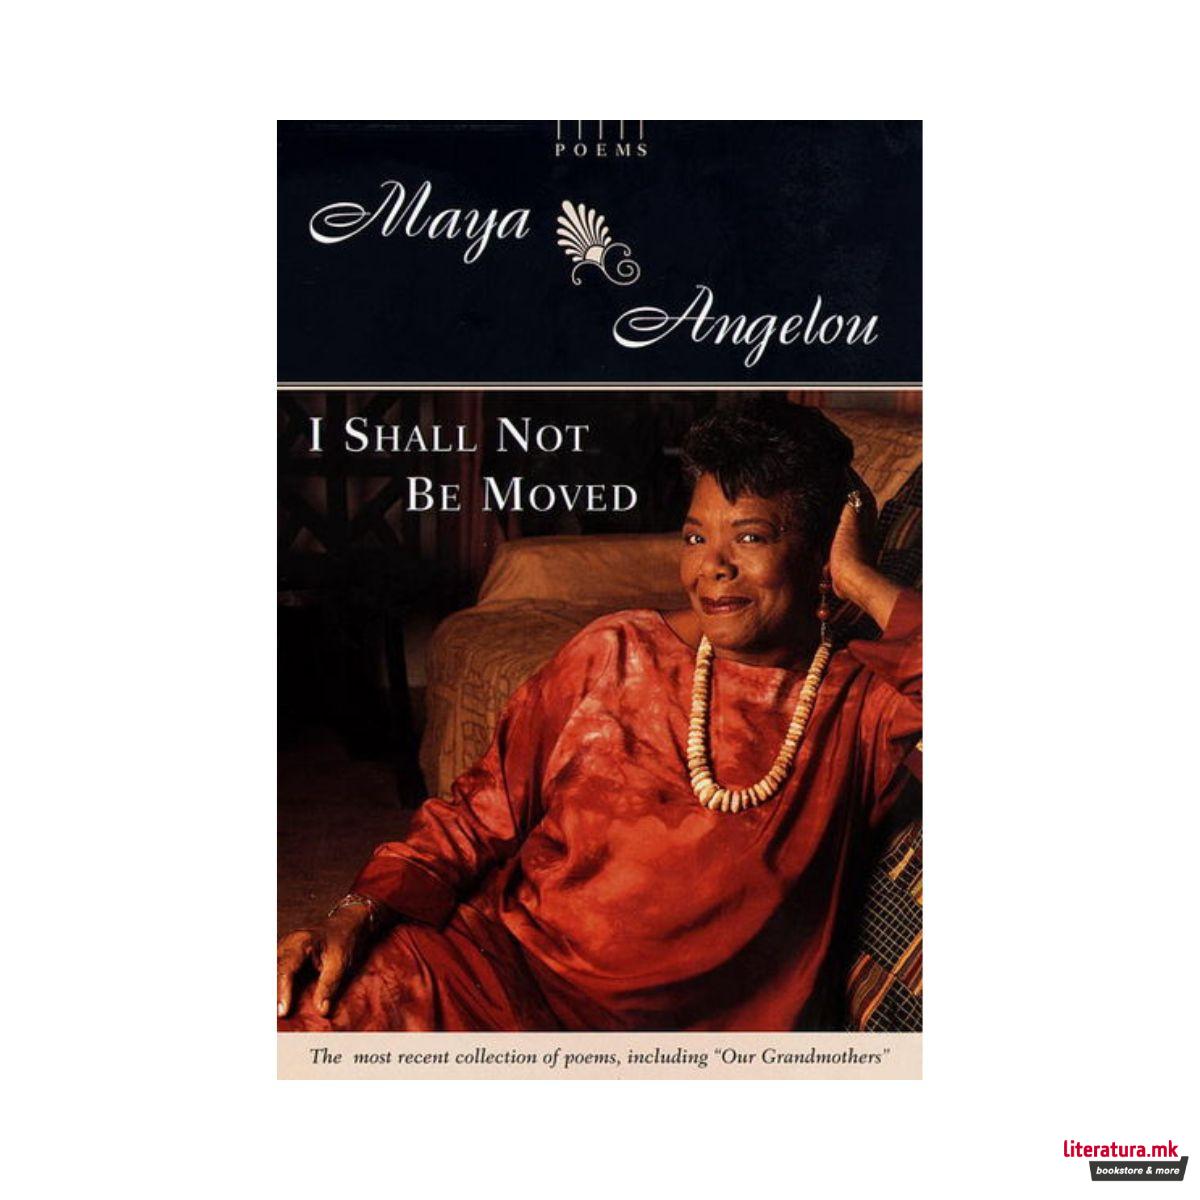 POEMS
Maya
Angelou
I SHALL NOT
BE MOVED
The most recent collection of poems, including “Our Grandmothers”
literatura.mk
bookstore & more